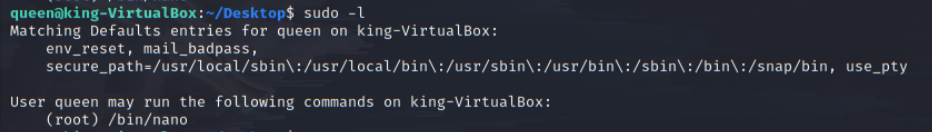 queen@king-VirtualBox:~/Desktop$ sudo -l
Matching Defaults entries for queen on king-VirtualBox:
    env_reset, mail_badpass,
    secure_path=/usr/local/sbin\:/usr/local/bin\:/usr/sbin\:/usr/bin\:/sbin\:/bin\:/snap/bin, use_pty

User queen may run the following commands on king-VirtualBox:
    (root) /bin/nano